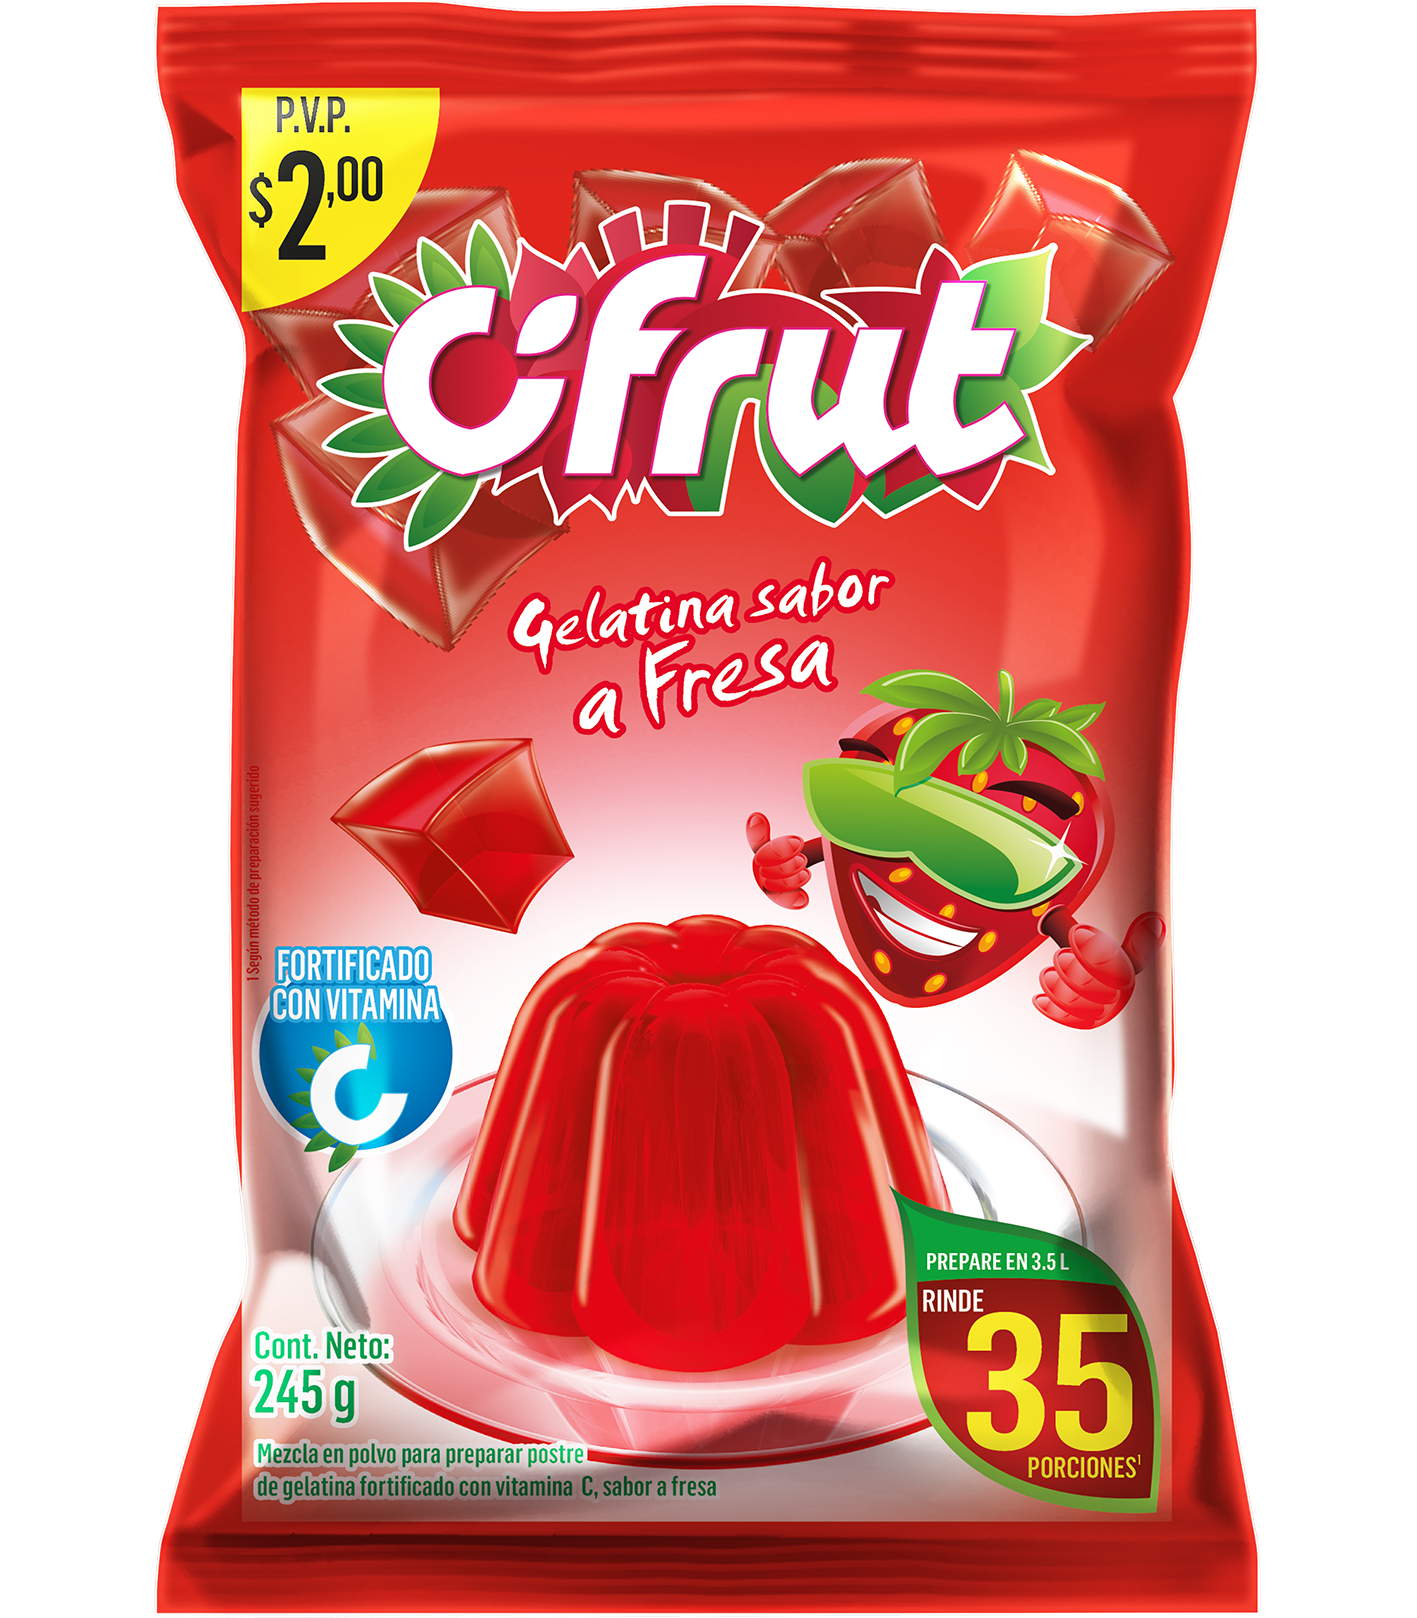 P.V.P.
$2,00
Cifrut
Gelatina sabor
a Fresa
1 Según método de preparación sugerido
FORTIFICADO
CON VITAMINA
C
PREPARE EN 3.5 L
RINDE
35
PORCIONES¹
Cont. Neto:
245 g
Mezcla en polvo para preparar postre
de gelatina fortificado con vitamina C, sabor a fresa